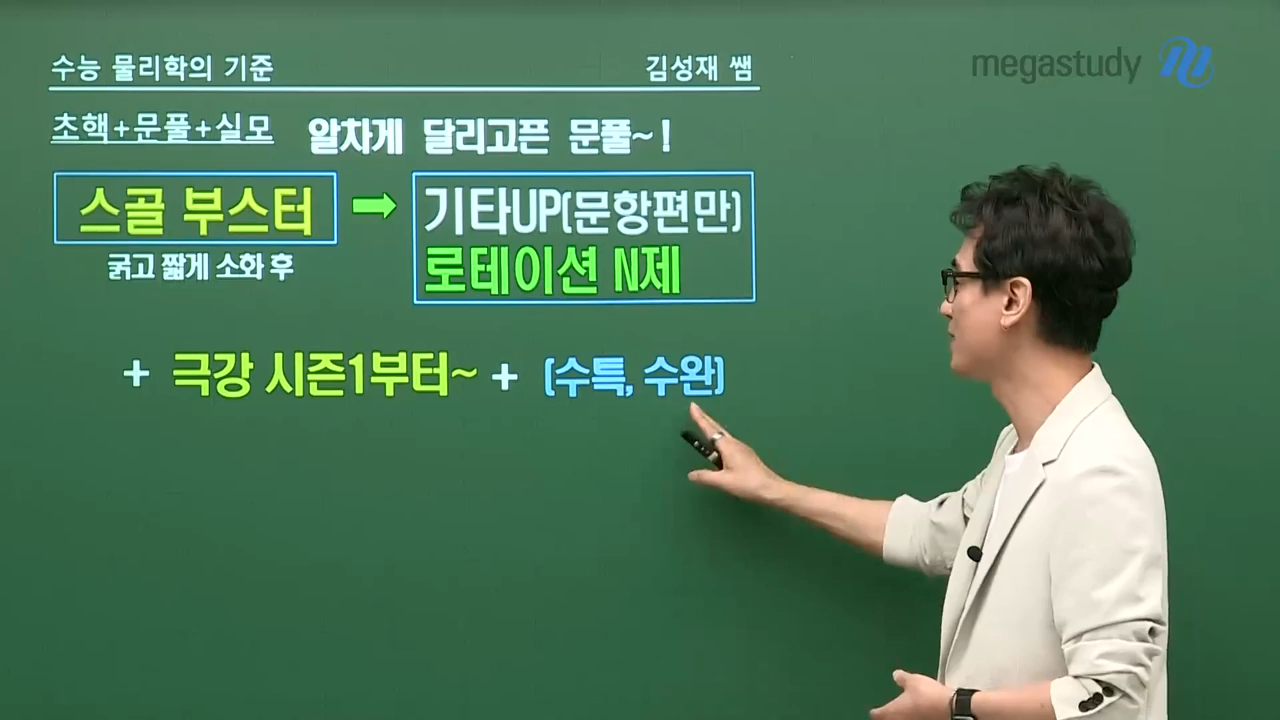 수능 물리학의 기준 김성재 쌤
megastudy
초핵+문풀+실모 알차게 달리고픈 문풀~!
스골 부스터
굵고 짧게 소화 후
기타UP(문항편만)
로테이션 N제
+ 극강 시즌1부터~ + (수특, 수완)